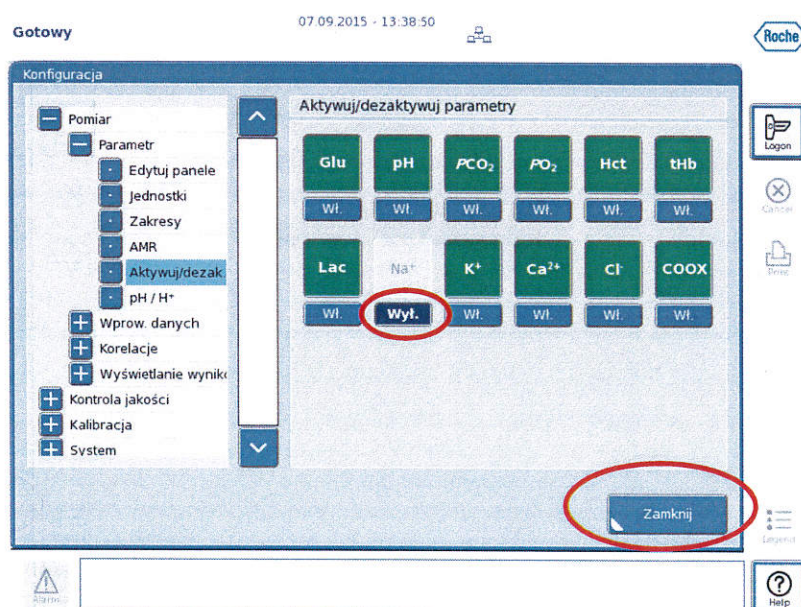 Gotowy
07.09.2015 - 13:38:50
Roche
Konfiguracja
Pomiar
Parametr
Edytuj panele
Jednostki
Zakresy
AMR
Aktywuj/dezak
pH / H⁺
Wprow. danych
Korelacje
Wyświetlanie wynikó
Kontrola jakości
Kalibracja
System
Aktywuj/dezaktywuj parametry
Glu pH PCO₂ PO₂ Hct tHb
Wł. Wł. Wł. Wł. Wł. Wł.
Lac Na⁺ K⁺ Ca²⁺ Cl⁻ COOX
Wł. Wył. Wł. Wł. Wł. Wł.
Zamknij
Logon
Cancel
Print
Legend
Alarms
Help